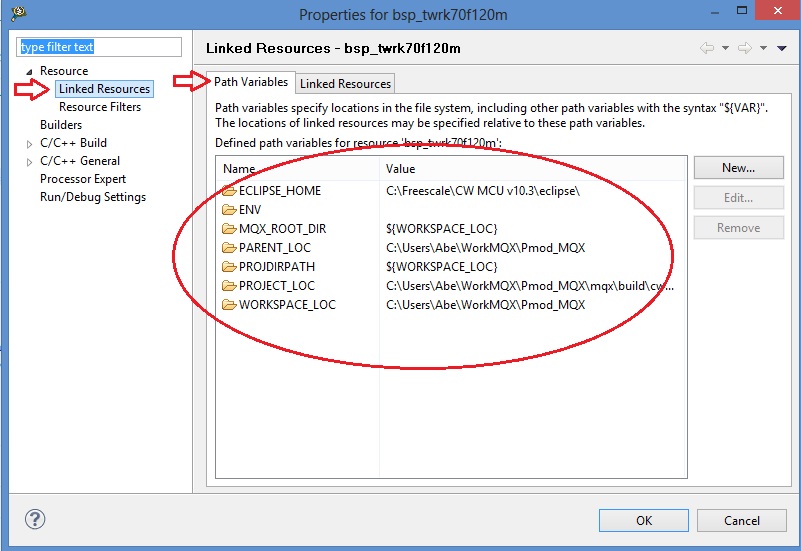 Properties for bsp_twrk70f120m
type filter text
Resource
Linked Resources
Resource Filters
Builders
C/C++ Build
C/C++ General
Processor Expert
Run/Debug Settings
Linked Resources - bsp_twrk70f120m
Path Variables
Linked Resources
Path variables specify locations in the file system, including other path variables with the syntax "${VAR}".
The locations of linked resources may be specified relative to these path variables.
Defined path variables for resource 'bsp_twrk70f120m':
Name Value
ECLIPSE_HOME C:\Freescale\CW MCU v10.3\eclipse\
ENV
MQX_ROOT_DIR ${WORKSPACE_LOC}
PARENT_LOC C:\Users\Abe\WorkMQX\Pmod_MQX
PROJDIRPATH ${WORKSPACE_LOC}
PROJECT_LOC C:\Users\Abe\WorkMQX\Pmod_MQX\mqx\build\cw...
WORKSPACE_LOC C:\Users\Abe\WorkMQX\Pmod_MQX
New...
Edit...
Remove
?
OK
Cancel